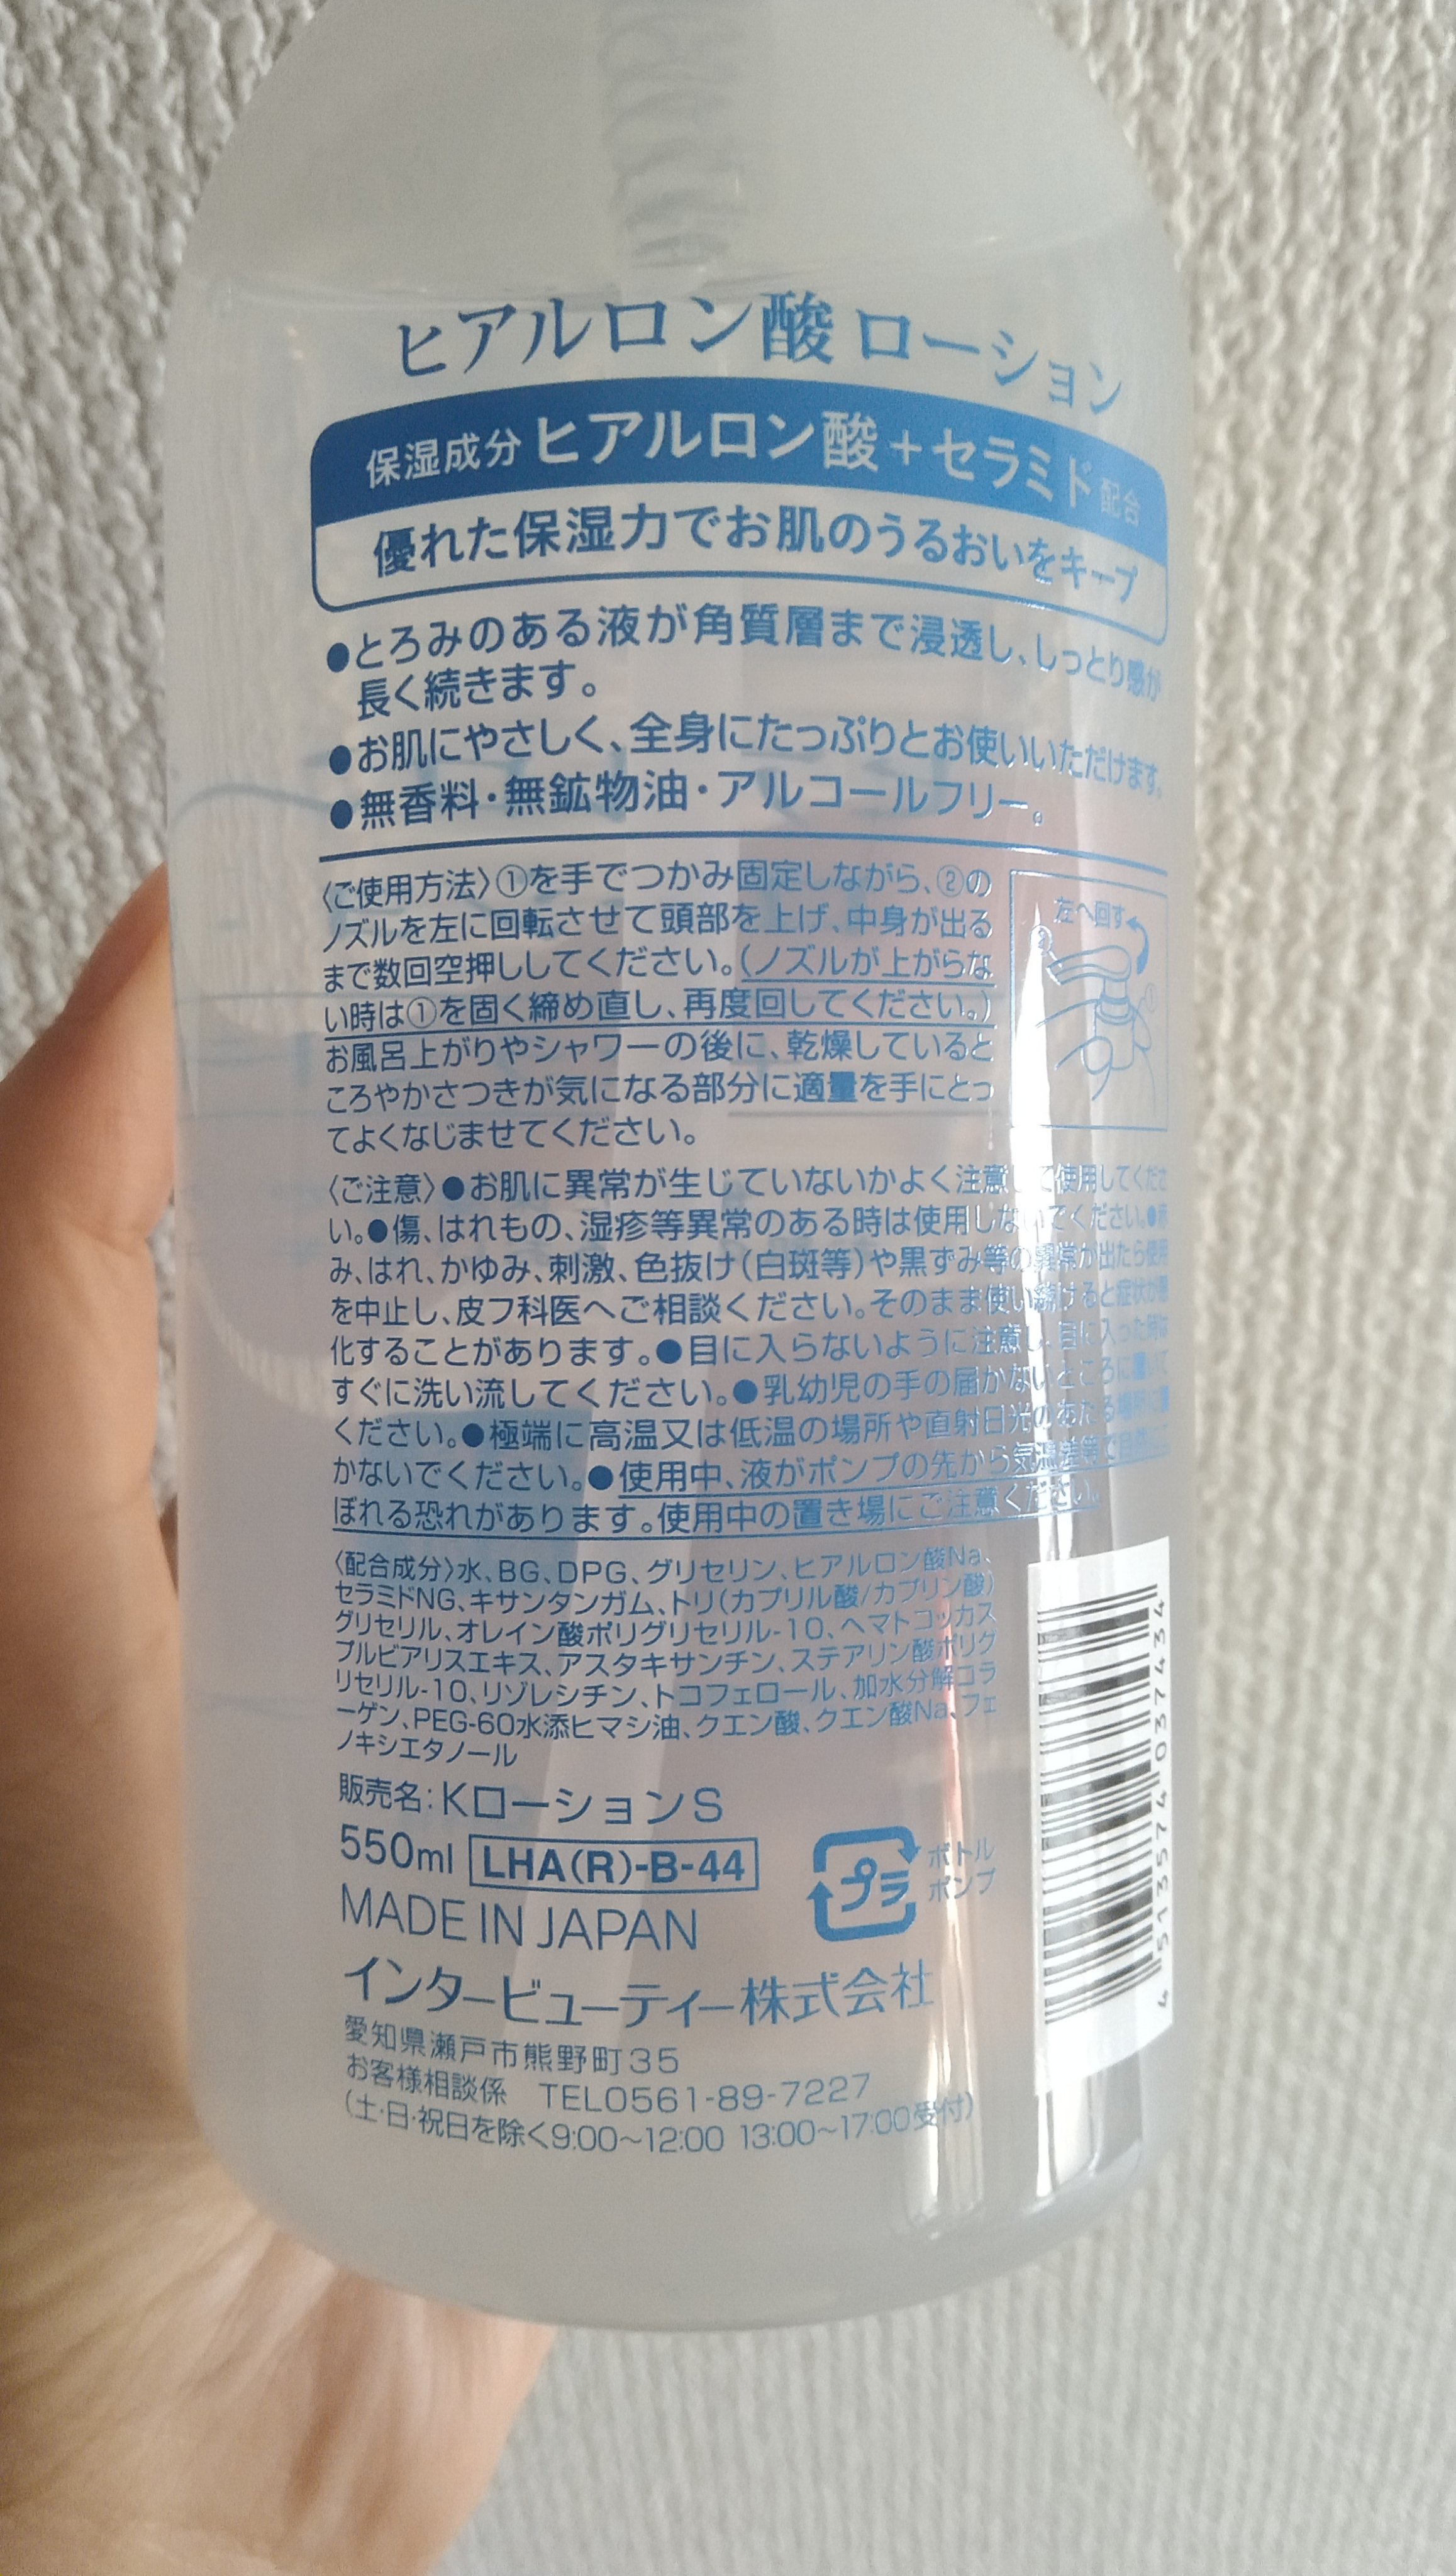 ヒアルロン酸 ローション
保湿成分 ヒアルロン酸＋セラミド 配合
優れた保湿力でお肌のうるおいをキープ
●とろみのある液が角質層まで浸透し、しっとり感が
長く続きます。
●お肌にやさしく、全身にたっぷりとお使いいただけます。
●無香料・無鉱物油・アルコールフリー。
〈ご使用方法〉①を手でつかみ固定しながら、②の
ノズルを左に回転させて頭部を上げ、中身が出る
まで数回空押ししてください。(ノズルが上がらな
い時は①を固く締め直し、再度回してください。)
お風呂上がりやシャワーの後に、乾燥していると
ころやかさつきが気になる部分に適量を手にとっ
てよくなじませてください。
左へ回す
②
①
〈ご注意〉●お肌に異常が生じていないかよく注意して使用してくださ
い。●傷、はれもの、湿疹等異常のある時は使用しないでください。●赤
み、はれ、かゆみ、刺激、色抜け(白斑等)や黒ずみ等の異常が出たら使用
を中止し、皮フ科医へご相談ください。そのまま使い続けると症状が悪
化することがあります。●目に入らないように注意し、目に入った時は
すぐに洗い流してください。●乳幼児の手の届かないところに置いて
ください。●極端に高温又は低温の場所や直射日光のあたる場所に置
かないでください。●使用中、液がポンプの先から気温差等で自然にこ
ぼれる恐れがあります。使用中の置き場にご注意ください。
〈配合成分〉水、BG、DPG、グリセリン、ヒアルロン酸Na、
セラミドNG、キサンタンガム、トリ(カプリル酸/カプリン酸)
グリセリル、オレイン酸ポリグリセリル-10、ヘマトコッカス
プルビアリスエキス、アスタキサンチン、ステアリン酸ポリグ
リセリル-10、リゾレシチン、トコフェロール、加水分解コラ
ーゲン、PEG-60水添ヒマシ油、クエン酸、クエン酸Na、フェ
ノキシエタノール
販売名：KローションS
550ml LHA(R)-B-44
MADE IN JAPAN
プラ
ボトル
ポンプ
インタービューティー株式会社
愛知県瀬戸市熊野町35
お客様相談係 TEL0561-89-7227
(土・日・祝日を除く9:00～12:00 13:00～17:00受付)
4513574037434